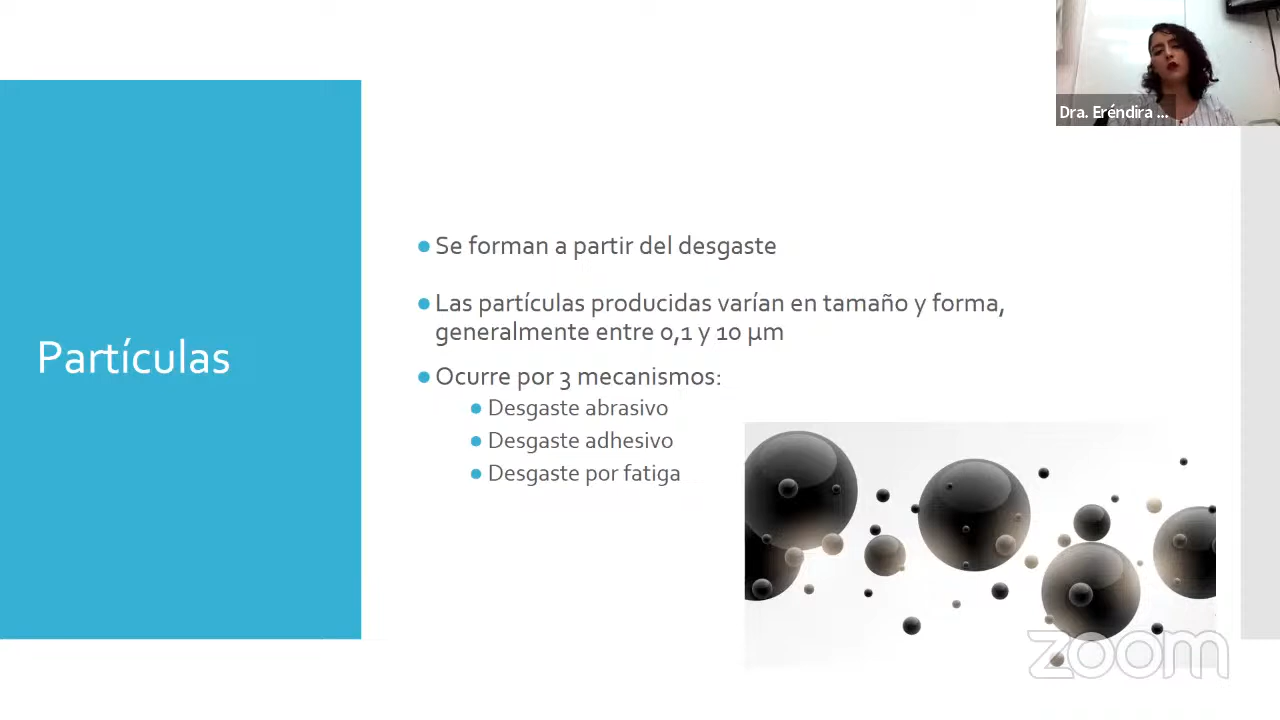 Dra. Eréndira ...
Partículas
Se forman a partir del desgaste
Las partículas producidas varían en tamaño y forma,
generalmente entre 0,1 y 10 µm
Ocurre por 3 mecanismos:
Desgaste abrasivo
Desgaste adhesivo
Desgaste por fatiga
zoom